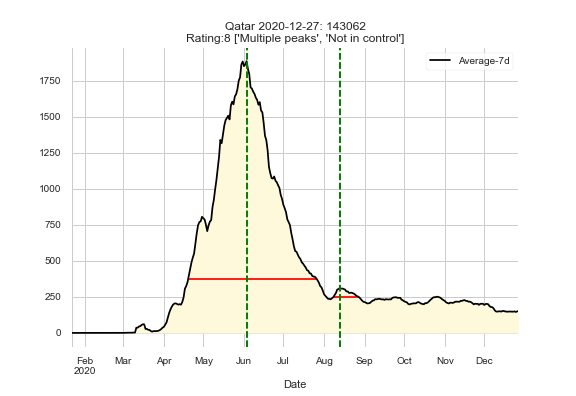 Qatar 2020-12-27: 143062
Rating:8 ['Multiple peaks', 'Not in control']
Average-7d
1750
1500
1250
1000
750
500
250
0
Feb Mar Apr May Jun Jul Aug Sep Oct Nov Dec
2020
Date